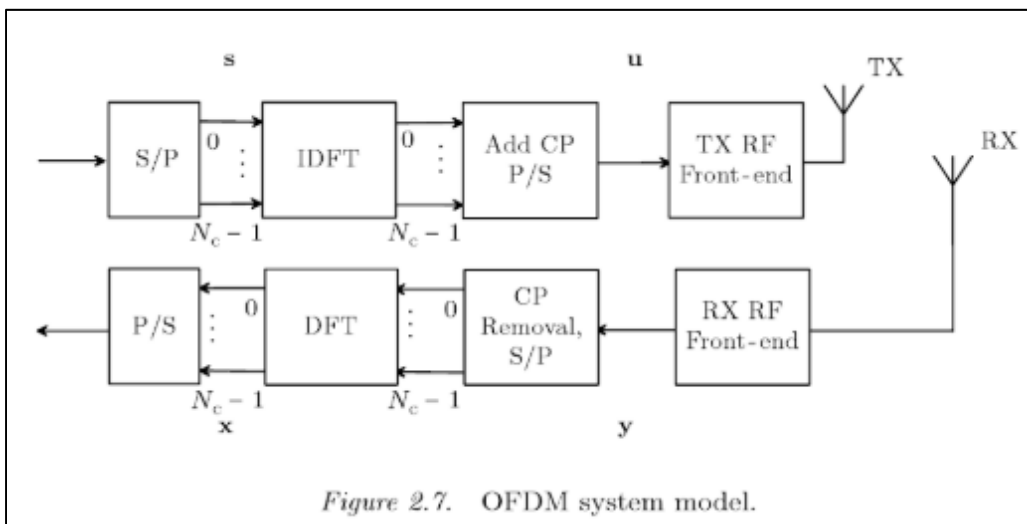 s
u
TX
S/P
0
⋮
N_c − 1
IDFT
0
⋮
N_c − 1
Add CP
P/S
TX RF
Front-end
RX
P/S
0
⋮
N_c − 1
DFT
0
⋮
N_c − 1
CP
Removal,
S/P
RX RF
Front-end
x
y
Figure 2.7. OFDM system model.